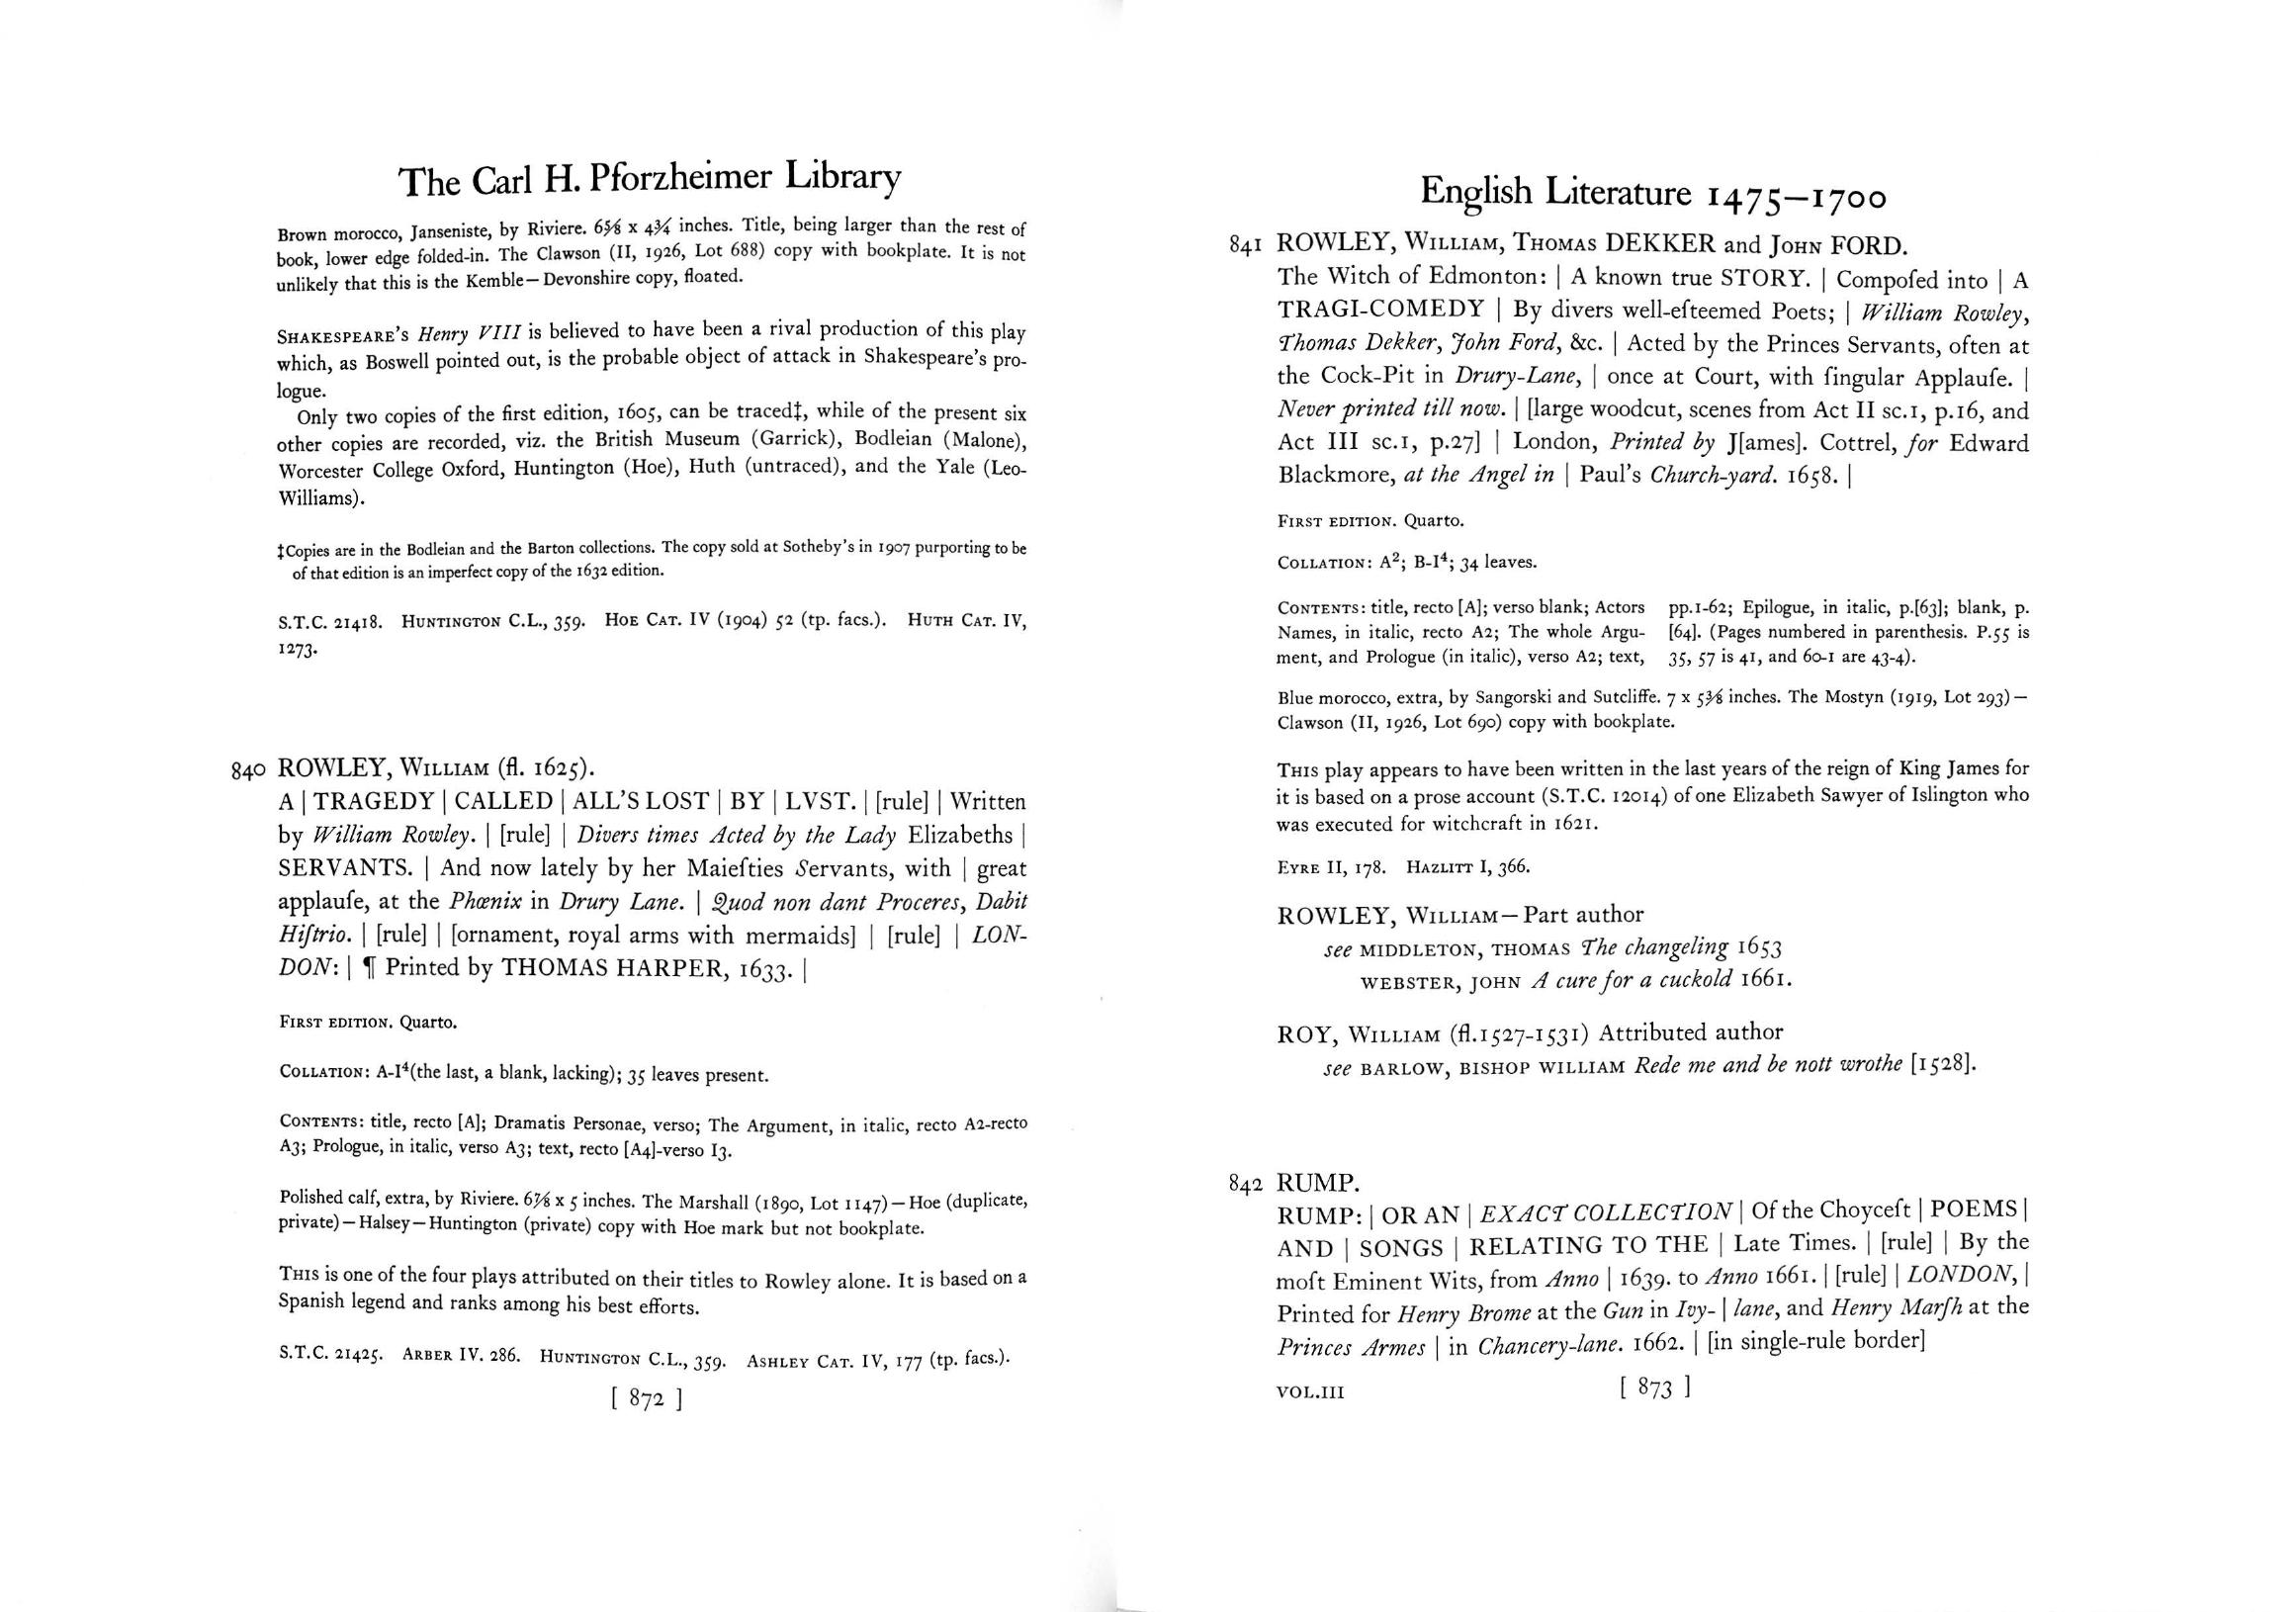 The Carl H. Pforzheimer Library
Brown morocco, Janseniste, by Riviere. 6⅝ x 4¾ inches. Title, being larger than the rest of
book, lower edge folded-in. The Clawson (II, 1926, Lot 688) copy with bookplate. It is not
unlikely that this is the Kemble—Devonshire copy, floated.
SHAKESPEARE'S Henry VIII is believed to have been a rival production of this play
which, as Boswell pointed out, is the probable object of attack in Shakespeare's pro-
logue.
Only two copies of the first edition, 1605, can be traced‡, while of the present six
other copies are recorded, viz. the British Museum (Garrick), Bodleian (Malone),
Worcester College Oxford, Huntington (Hoe), Huth (untraced), and the Yale (Leo-
Williams).
‡Copies are in the Bodleian and the Barton collections. The copy sold at Sotheby's in 1907 purporting to be
of that edition is an imperfect copy of the 1632 edition.
S.T.C. 21418. HUNTINGTON C.L., 359. HOE CAT. IV (1904) 52 (tp. facs.). HUTH CAT. IV,
1273.
840 ROWLEY, WILLIAM (fl. 1625).
A | TRAGEDY | CALLED | ALL'S LOST | BY | LVST. | [rule] | Written
by William Rowley. | [rule] | Divers times Acted by the Lady Elizabeths |
SERVANTS. | And now lately by her Maieſties Servants, with | great
applauſe, at the Phœnix in Drury Lane. | Quod non dant Proceres, Dabit
Hiſtrio. | [rule] | [ornament, royal arms with mermaids] | [rule] | LON-
DON: | ¶ Printed by THOMAS HARPER, 1633. |
FIRST EDITION. Quarto.
COLLATION: A-I⁴(the last, a blank, lacking); 35 leaves present.
CONTENTS: title, recto [A]; Dramatis Personae, verso; The Argument, in italic, recto A2-recto
A3; Prologue, in italic, verso A3; text, recto [A4]-verso I3.
Polished calf, extra, by Riviere. 6⅞ x 5 inches. The Marshall (1890, Lot 1147)—Hoe (duplicate,
private)—Halsey—Huntington (private) copy with Hoe mark but not bookplate.
THIS is one of the four plays attributed on their titles to Rowley alone. It is based on a
Spanish legend and ranks among his best efforts.
S.T.C. 21425. ARBER IV. 286. HUNTINGTON C.L., 359. ASHLEY CAT. IV, 177 (tp. facs.).
[ 872 ]
English Literature 1475—1700
841 ROWLEY, WILLIAM, THOMAS DEKKER and JOHN FORD.
The Witch of Edmonton: | A known true STORY. | Compoſed into | A
TRAGI-COMEDY | By divers well-eſteemed Poets; | William Rowley,
Thomas Dekker, John Ford, &c. | Acted by the Princes Servants, often at
the Cock-Pit in Drury-Lane, | once at Court, with ſingular Applauſe. |
Never printed till now. | [large woodcut, scenes from Act II sc.1, p.16, and
Act III sc.1, p.27] | London, Printed by J[ames]. Cottrel, for Edward
Blackmore, at the Angel in | Paul's Church-yard. 1658. |
FIRST EDITION. Quarto.
COLLATION: A²; B-I⁴; 34 leaves.
CONTENTS: title, recto [A]; verso blank; Actors
Names, in italic, recto A2; The whole Argu-
ment, and Prologue (in italic), verso A2; text,
pp.1-62; Epilogue, in italic, p.[63]; blank, p.
[64]. (Pages numbered in parenthesis. P.55 is
35, 57 is 41, and 60-1 are 43-4).
Blue morocco, extra, by Sangorski and Sutcliffe. 7 x 5⅜ inches. The Mostyn (1919, Lot 293)—
Clawson (II, 1926, Lot 690) copy with bookplate.
THIS play appears to have been written in the last years of the reign of King James for
it is based on a prose account (S.T.C. 12014) of one Elizabeth Sawyer of Islington who
was executed for witchcraft in 1621.
EYRE II, 178. HAZLITT I, 366.
ROWLEY, WILLIAM—Part author
see MIDDLETON, THOMAS The changeling 1653
WEBSTER, JOHN A cure for a cuckold 1661.
ROY, WILLIAM (fl.1527-1531) Attributed author
see BARLOW, BISHOP WILLIAM Rede me and be nott wrothe [1528].
842 RUMP.
RUMP: | OR AN | EXACT COLLECTION | Of the Choyceſt | POEMS |
AND | SONGS | RELATING TO THE | Late Times. | [rule] | By the
moſt Eminent Wits, from Anno | 1639. to Anno 1661. | [rule] | LONDON, |
Printed for Henry Brome at the Gun in Ivy- | lane, and Henry Marſh at the
Princes Armes | in Chancery-lane. 1662. | [in single-rule border]
VOL.III
[ 873 ]